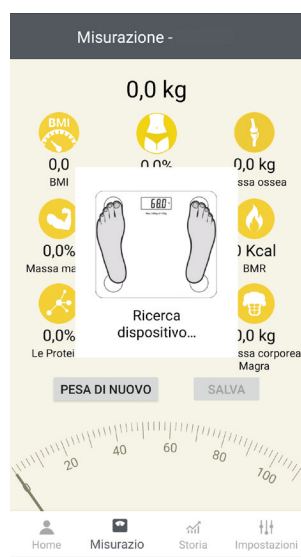 Misurazione -
0,0 kg
BMI
0,0
BMI
0,0%
0,0 kg
ssa ossea
68.0
0,0%
Massa ma
Kcal
BMR
Ricerca
dispositivo...
0,0%
Le Protei
0,0 kg
ssa corporea
Magra
PESA DI NUOVO
SALVA
20
40
60
80
100
Home
Misurazio
Storia
Impostazioni